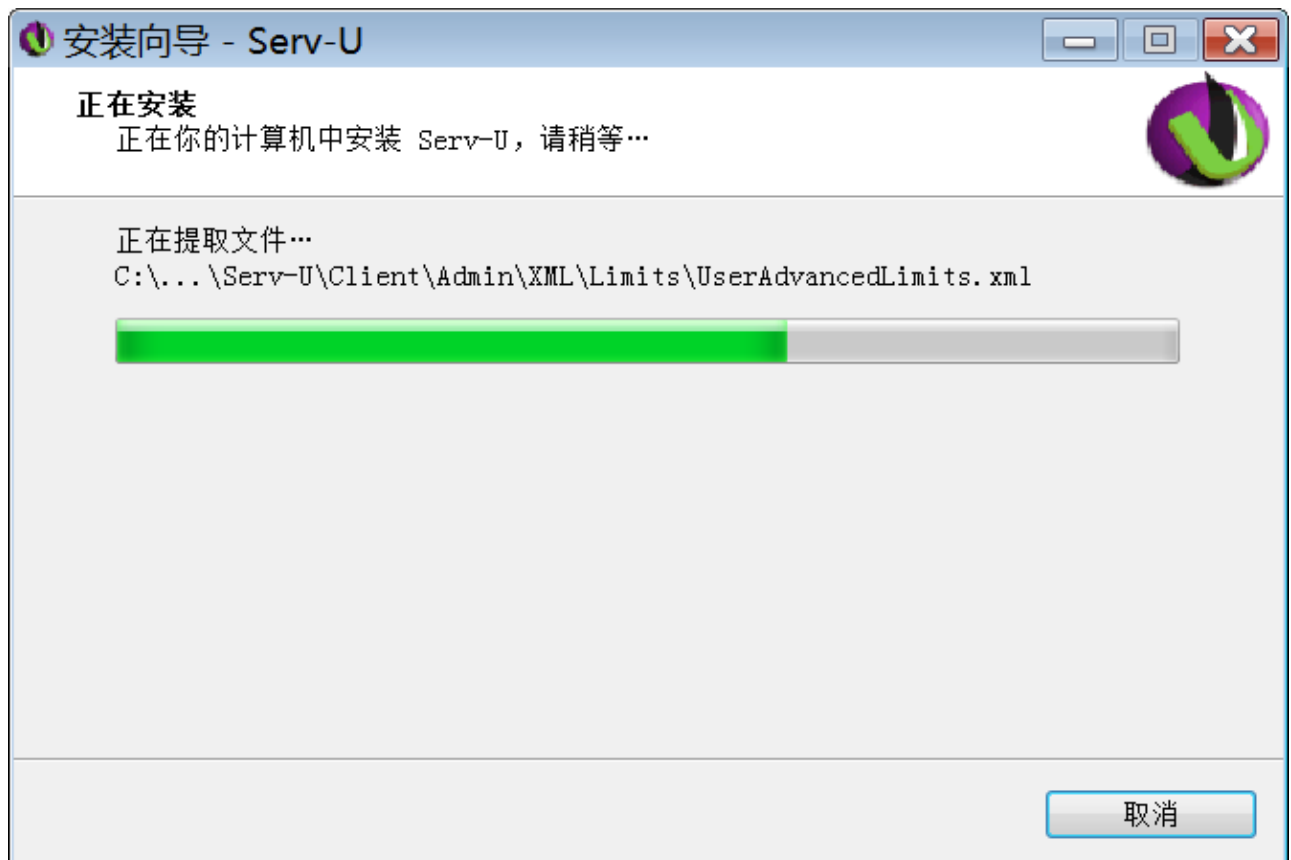 安装向导 - Serv-U
正在安装
正在你的计算机中安装 Serv-U，请稍等…
正在提取文件…
C:\...\Serv-U\Client\Admin\XML\Limits\UserAdvancedLimits.xml
取消